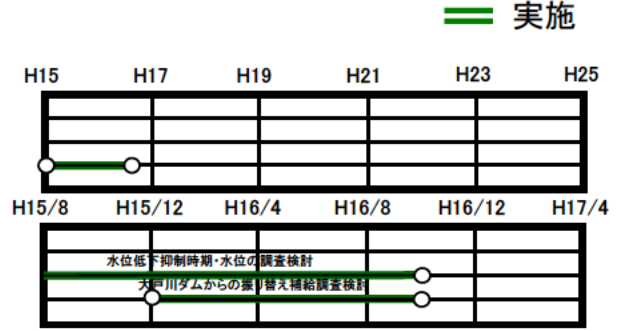 実施
H15 H17 H19 H21 H23 H25
H15/8 H15/12 H16/4 H16/8 H16/12 H17/4
水位低下抑制時期・水位の調査検討
大戸川ダムからの振り替え補給調査検討